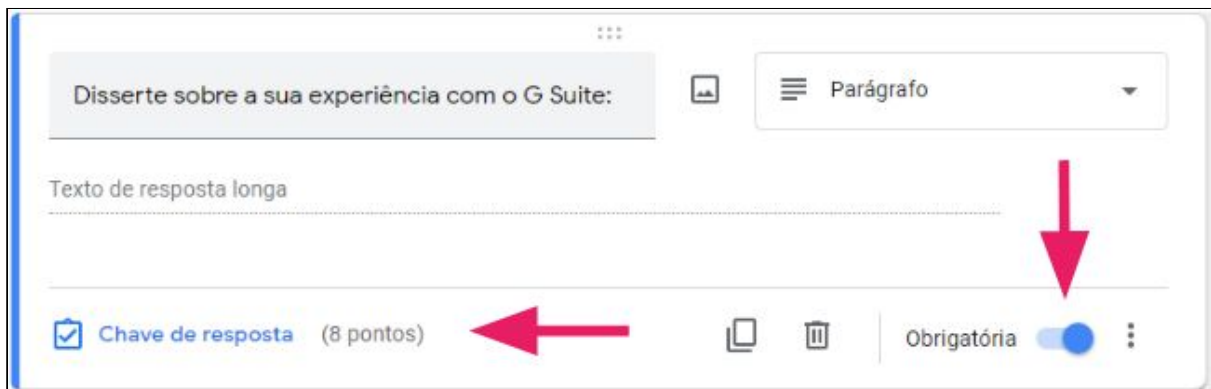 Disserte sobre a sua experiência com o G Suite:
Parágrafo
Texto de resposta longa
Chave de resposta (8 pontos)
Obrigatória